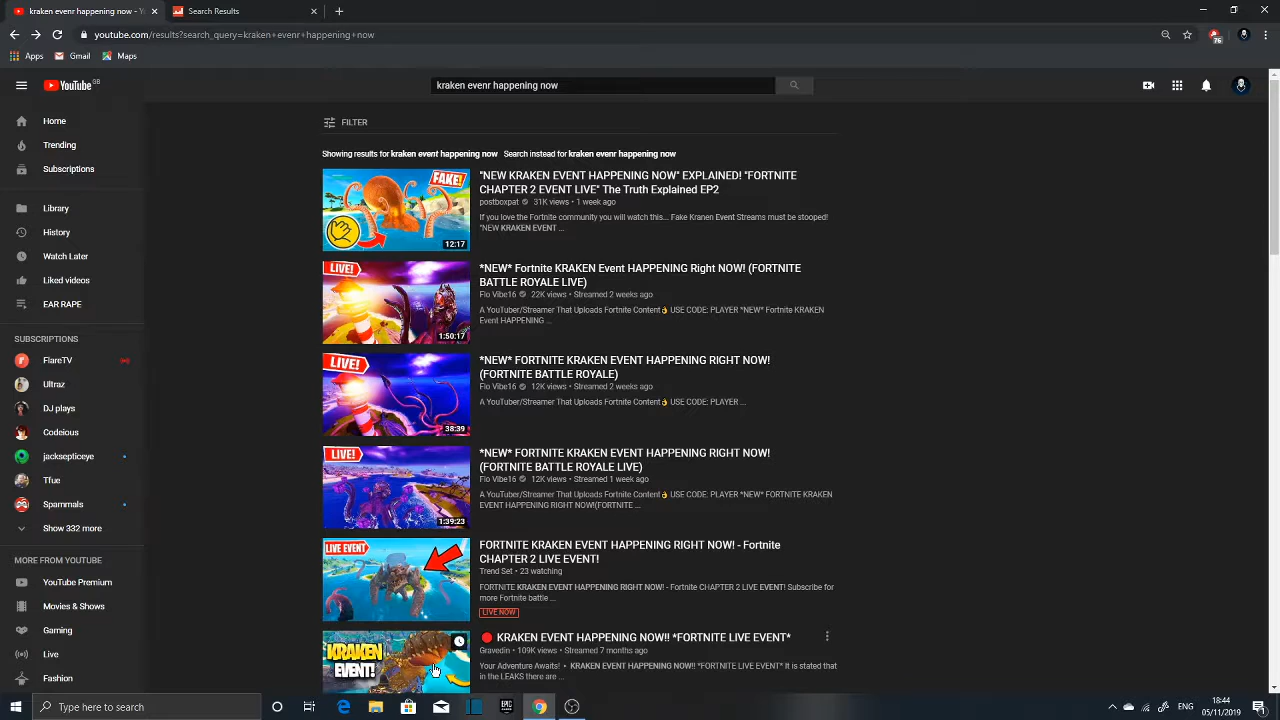 kraken evenr happening now -
Search
youtube.com/results?search_query=kraken+evenr+happening+now
76
Apps
Gmail
Maps
YouTube GB
kraken evenr happening now
Home
Trending
Subscriptions
Library
History
Watch Later
Liked videos
EAR RAPE
SUBSCRIPTIONS
FlareTV
Ultraz
DJ plays
Codeious
jacksepticeye
Tfue
Spammals
Show 332 more
MORE FROM YOUTUBE
YouTube Premium
Movies & Shows
Gaming
Live
Fashion
FILTER
Showing results for kraken event happening now Search instead for kraken evenr happening now
FAKE!
12:17
"NEW KRAKEN EVENT HAPPENING NOW" EXPLAINED! "FORTNITE
CHAPTER 2 EVENT LIVE" The Truth Explained EP2
postboxpat 31K views • 1 week ago
If you love the Fortnite community you will watch this... Fake Kranen Event Streams must be stooped!
"NEW KRAKEN EVENT ...
LIVE!
1:50:17
*NEW* Fortnite KRAKEN Event HAPPENING Right NOW! (FORTNITE
BATTLE ROYALE LIVE)
Flo Vibe16 22K views • Streamed 2 weeks ago
A YouTuber/Streamer That Uploads Fortnite Content👌 USE CODE: PLAYER *NEW* Fortnite KRAKEN
Event HAPPENING ...
LIVE!
38:39
*NEW* FORTNITE KRAKEN EVENT HAPPENING RIGHT NOW!
(FORTNITE BATTLE ROYALE)
Flo Vibe16 12K views • Streamed 2 weeks ago
A YouTuber/Streamer That Uploads Fortnite Content👌 USE CODE: PLAYER ...
LIVE!
1:39:23
*NEW* FORTNITE KRAKEN EVENT HAPPENING RIGHT NOW!
(FORTNITE BATTLE ROYALE LIVE)
Flo Vibe16 12K views • Streamed 1 week ago
A YouTuber/Streamer That Uploads Fortnite Content👌 USE CODE: PLAYER *NEW* FORTNITE KRAKEN
EVENT HAPPENING RIGHT NOW!(FORTNITE ...
LIVE EVENT
FORTNITE KRAKEN EVENT HAPPENING RIGHT NOW! - Fortnite
CHAPTER 2 LIVE EVENT!
Trend Set • 23 watching
FORTNITE KRAKEN EVENT HAPPENING RIGHT NOW! - Fortnite CHAPTER 2 LIVE EVENT! Subscribe for
more Fortnite battle ...
LIVE NOW
KRAKEN
EVENT!
🔴 KRAKEN EVENT HAPPENING NOW!! *FORTNITE LIVE EVENT*
Gravedin • 109K views • Streamed 7 months ago
Your Adventure Awaits! • KRAKEN EVENT HAPPENING NOW!! *FORTNITE LIVE EVENT* It is stated that
in the LEAKS there are ...
Type here to search
EPIC
18:44
05/11/2019